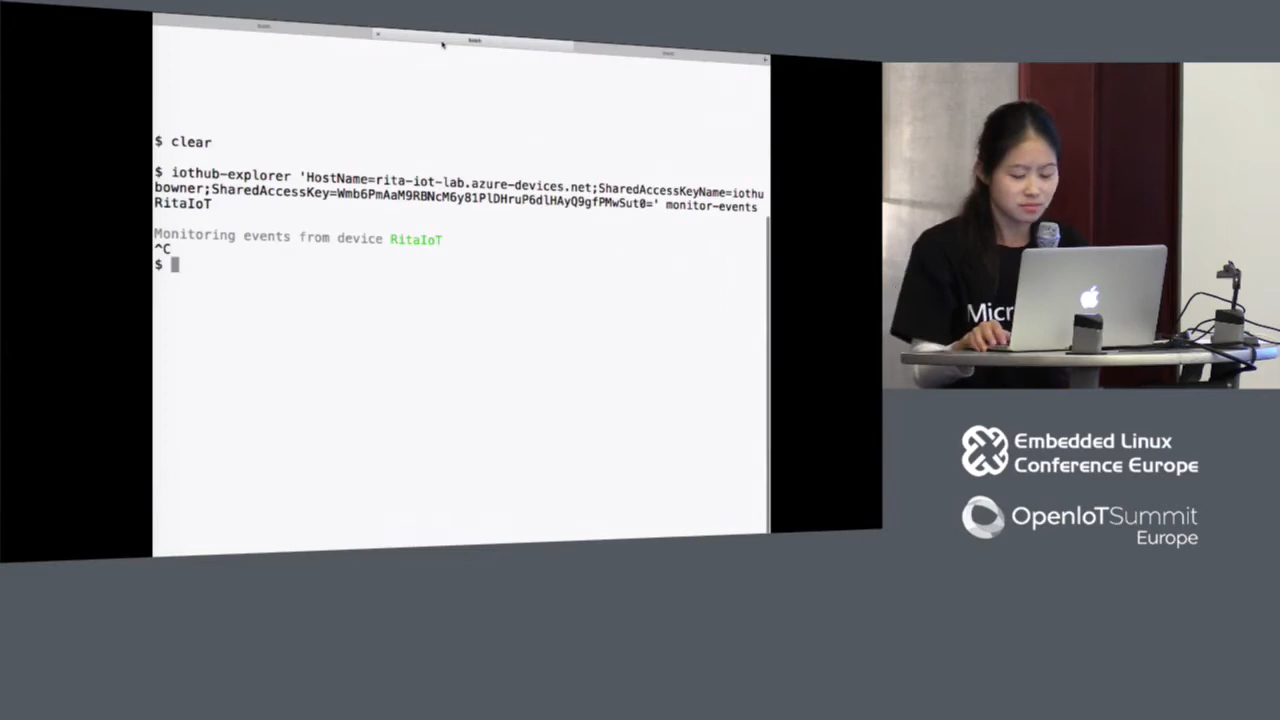 $ clear
$ iothub-explorer 'HostName=rita-iot-lab.azure-devices.net;SharedAccessKeyName=iothu
bowner;SharedAccessKey=Wmb6PmAaM9RBNcM6y81PlDHruP6dlHAyQ9gfPMwSut0=' monitor-events
RitaIoT
Monitoring events from device RitaIoT
^C
$
Micr
Embedded Linux
Conference Europe
OpenIoTSummit
Europe